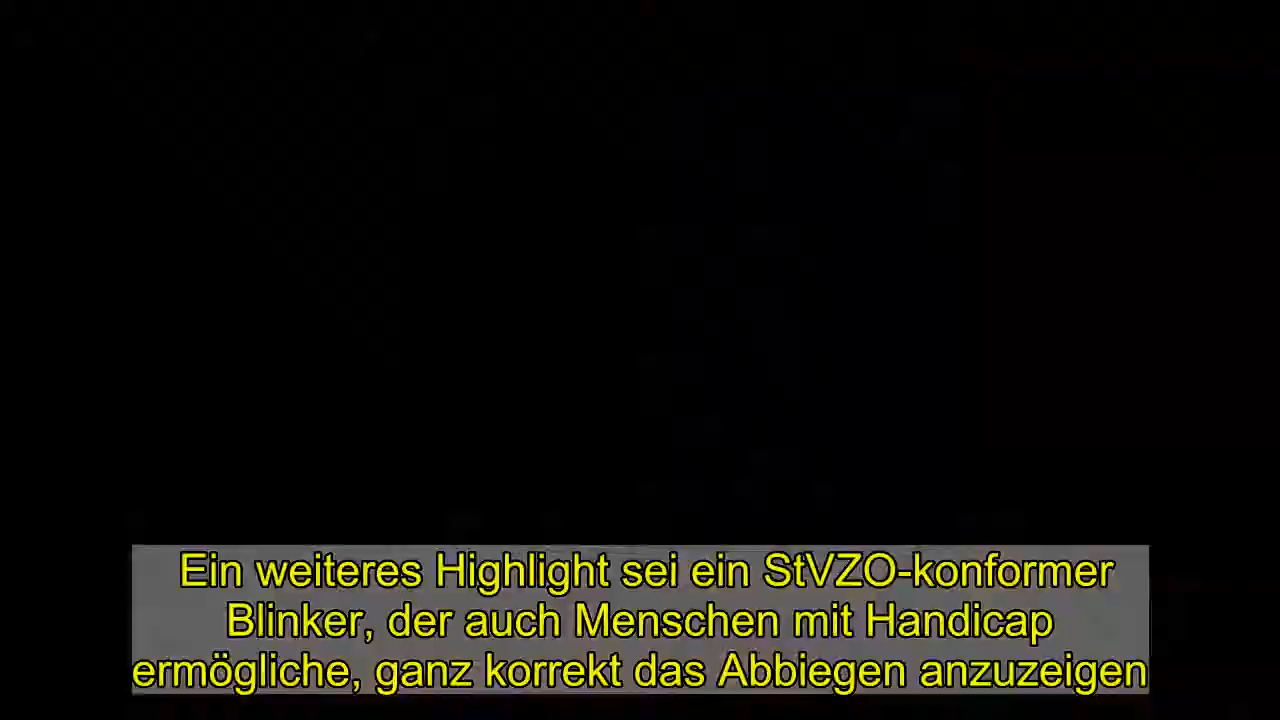 Ein weiteres Highlight sei ein StVZO-konformer
Blinker, der auch Menschen mit Handicap
ermögliche, ganz korrekt das Abbiegen anzuzeigen